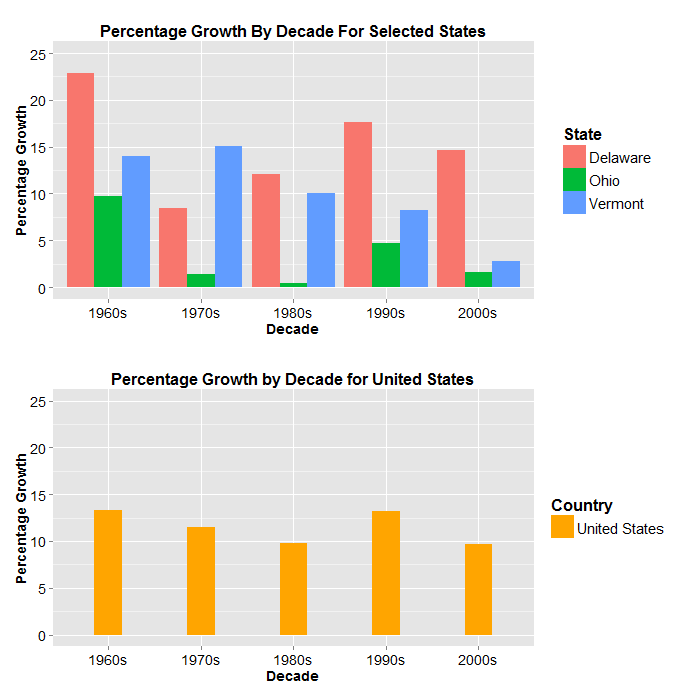 Percentage Growth By Decade For Selected States
Percentage Growth
25
20
15
10
5
0
1960s 1970s 1980s 1990s 2000s
Decade
State
Delaware
Ohio
Vermont
Percentage Growth by Decade for United States
Percentage Growth
25
20
15
10
5
0
1960s 1970s 1980s 1990s 2000s
Decade
Country
United States